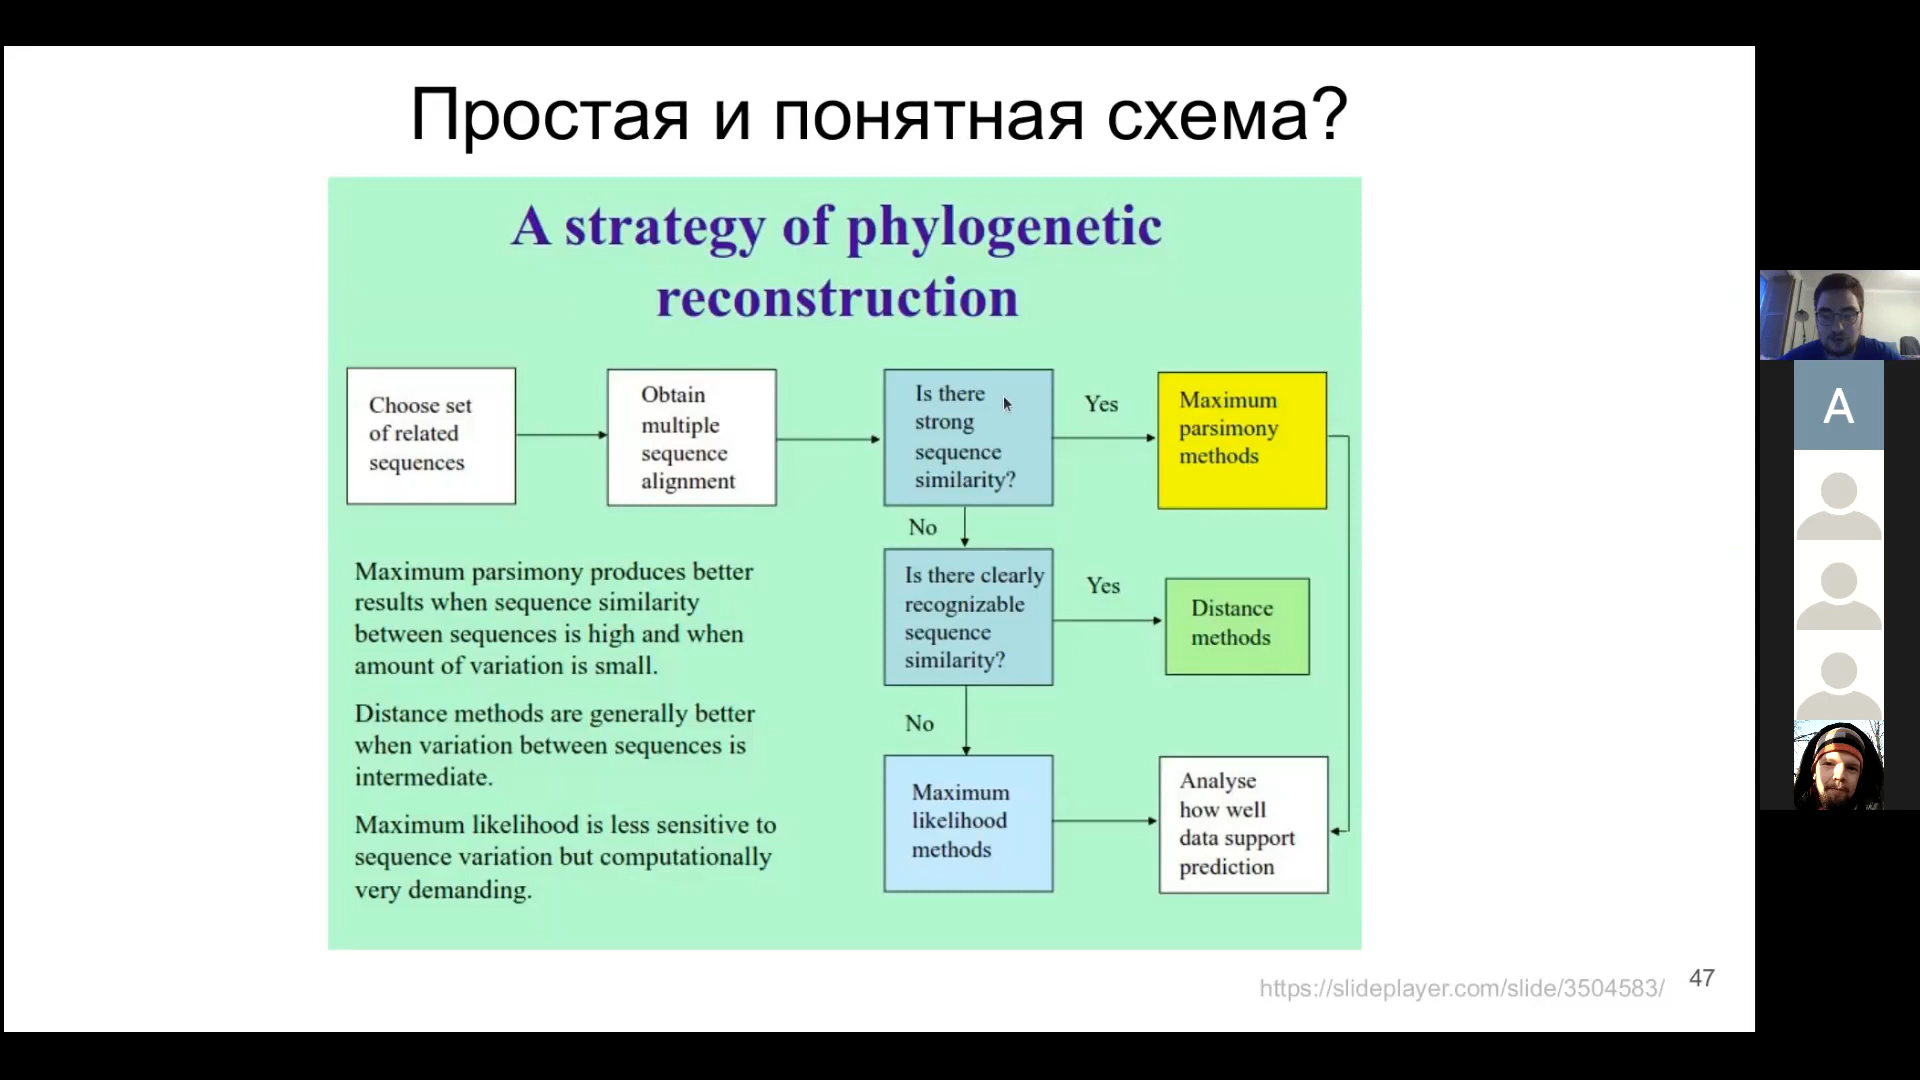 Простая и понятная схема?
A strategy of phylogenetic
reconstruction
Choose set
of related
sequences
Obtain
multiple
sequence
alignment
Is there
strong
sequence
similarity?
Yes
Maximum
parsimony
methods
No
Is there clearly
recognizable
sequence
similarity?
Yes
Distance
methods
No
Maximum
likelihood
methods
Analyse
how well
data support
prediction
Maximum parsimony produces better
results when sequence similarity
between sequences is high and when
amount of variation is small.
Distance methods are generally better
when variation between sequences is
intermediate.
Maximum likelihood is less sensitive to
sequence variation but computationally
very demanding.
https://slideplayer.com/slide/3504583/
47
A